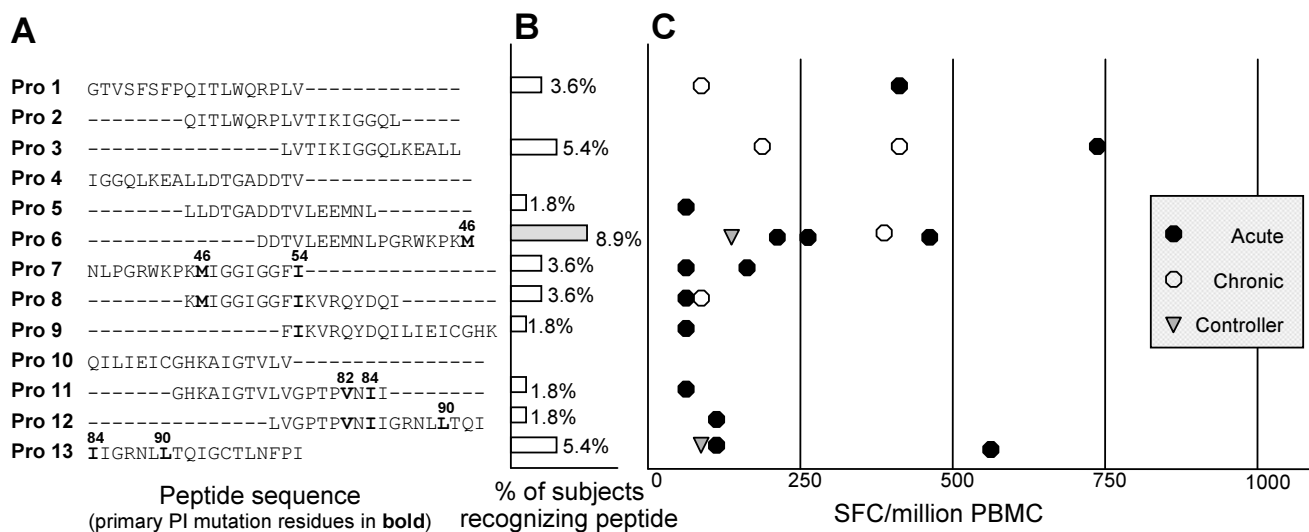 A
B
C
Pro 1 GTVSFSFPQITLWQRPLV------------- 3.6%
Pro 2 --------QITLWQRPLVTIKIGGQL-----
Pro 3 ----------------LVTIKIGGQLKEALL 5.4%
Pro 4 IGGQLKEALLDTGADDTV--------------
Pro 5 --------LLDTGADDTVLEEMNL-------- 1.8%
46
Pro 6 --------------DDTVLEEMNLPGRWKPKM 8.9%
46 54
Pro 7 NLPGRWKPKMIGGIGGFI---------------- 3.6%
Pro 8 --------KMIGGIGGFIKVRQYDQI-------- 3.6%
Pro 9 ----------------FIKVRQYDQILIEICGHK 1.8%
Pro 10 QILIEICGHKAIGTVLVV----------------
82 84
Pro 11 -------GHKAIGTVLVGPTPVNII-------- 1.8%
90
Pro 12 ---------------LVGPTPVNIIGRNLLTQI 1.8%
84 90
Pro 13 IIGRNLLTQIGCTLNFPI 5.4%
Peptide sequence
(primary PI mutation residues in bold)
% of subjects
recognizing peptide
0 250 500 750 1000
SFC/million PBMC
Acute
Chronic
Controller